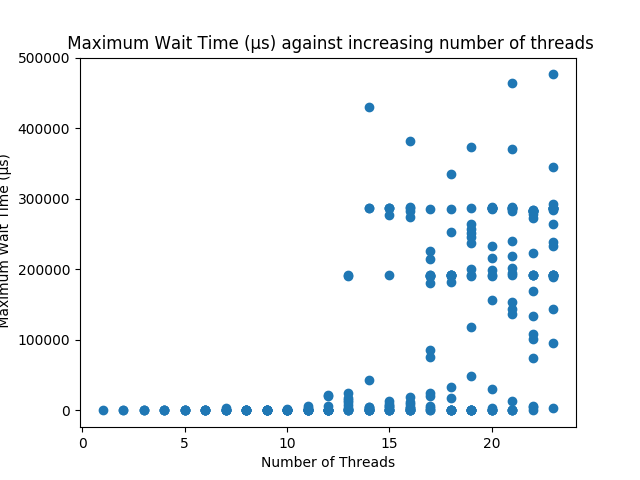 Maximum Wait Time (μs) against increasing number of threads
500000
400000
300000
200000
100000
0
Maximum Wait Time (μs)
0 5 10 15 20
Number of Threads